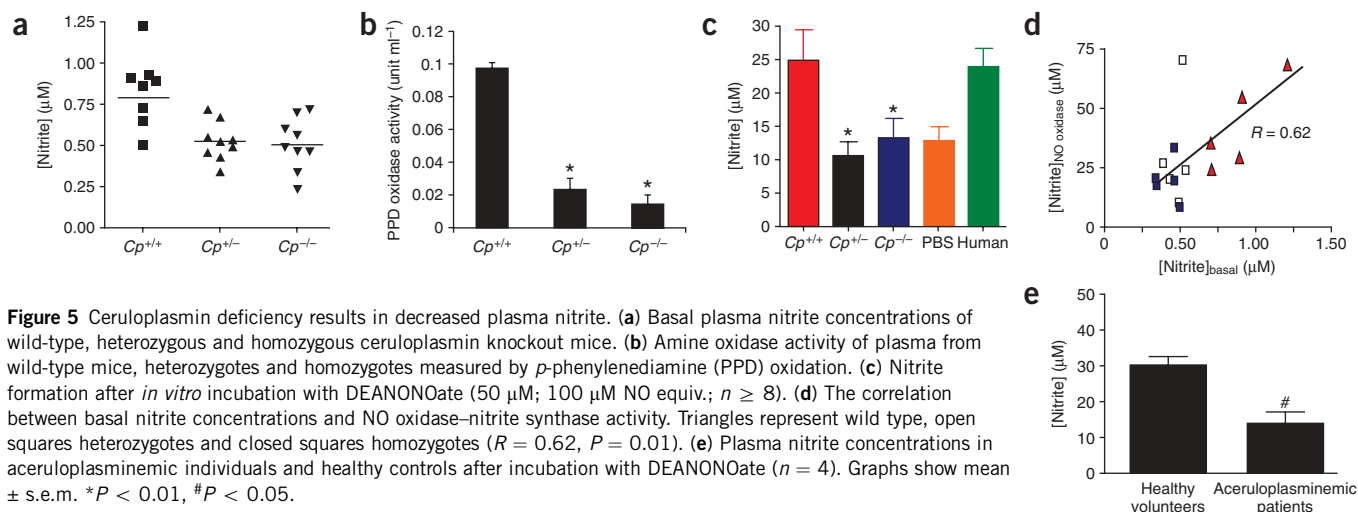 a
1.25
1.00
0.75
0.50
0.25
0.00
[Nitrite] (μM)
Cp+/+ Cp+/− Cp−/−
b
0.12
0.1
0.08
0.06
0.04
0.02
0
PPD oxidase activity (unit ml−1)
* *
Cp+/+ Cp+/− Cp−/−
c
30
25
20
15
10
5
0
[Nitrite] (μM)
* *
Cp+/+ Cp+/− Cp−/− PBS Human
d
75
50
25
0
[Nitrite]NO oxidase (μM)
R = 0.62
0 0.50 1.00 1.50
[Nitrite]basal (μM)
e
50
40
30
20
10
0
[Nitrite] (μM)
#
Healthy volunteers
Aceruloplasminemic patients
Figure 5 Ceruloplasmin deficiency results in decreased plasma nitrite. (a) Basal plasma nitrite concentrations of
wild-type, heterozygous and homozygous ceruloplasmin knockout mice. (b) Amine oxidase activity of plasma from
wild-type mice, heterozygotes and homozygotes measured by p-phenylenediamine (PPD) oxidation. (c) Nitrite
formation after in vitro incubation with DEANONOate (50 μM; 100 μM NO equiv.; n ≥ 8). (d) The correlation
between basal nitrite concentrations and NO oxidase–nitrite synthase activity. Triangles represent wild type, open
squares heterozygotes and closed squares homozygotes (R = 0.62, P = 0.01). (e) Plasma nitrite concentrations in
aceruloplasminemic individuals and healthy controls after incubation with DEANONOate (n = 4). Graphs show mean
± s.e.m. *P < 0.01, #P < 0.05.